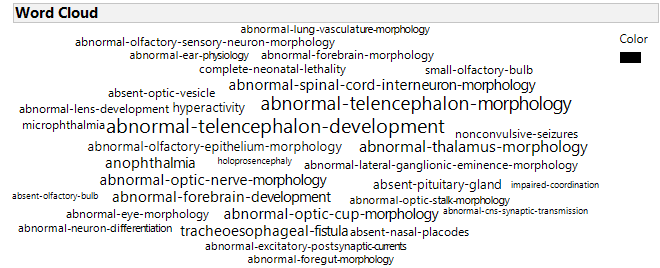 Word Cloud
abnormal-lung-vasculature-morphology
Color
abnormal-olfactory-sensory-neuron-morphology
abnormal-ear-physiology abnormal-forebrain-morphology
complete-neonatal-lethality small-olfactory-bulb
abnormal-spinal-cord-interneuron-morphology
absent-optic-vesicle
abnormal-lens-development hyperactivity abnormal-telencephalon-morphology
microphthalmia abnormal-telencephalon-development nonconvulsive-seizures
abnormal-olfactory-epithelium-morphology abnormal-thalamus-morphology
anophthalmia holoprosencephaly abnormal-lateral-ganglionic-eminence-morphology
abnormal-optic-nerve-morphology absent-pituitary-gland impaired-coordination
absent-olfactory-bulb abnormal-forebrain-development abnormal-optic-stalk-morphology
abnormal-eye-morphology abnormal-optic-cup-morphology abnormal-cns-synaptic-transmission
abnormal-neuron-differentiation tracheoesophageal-fistula absent-nasal-placodes
abnormal-excitatory-postsynaptic-currents
abnormal-foregut-morphology